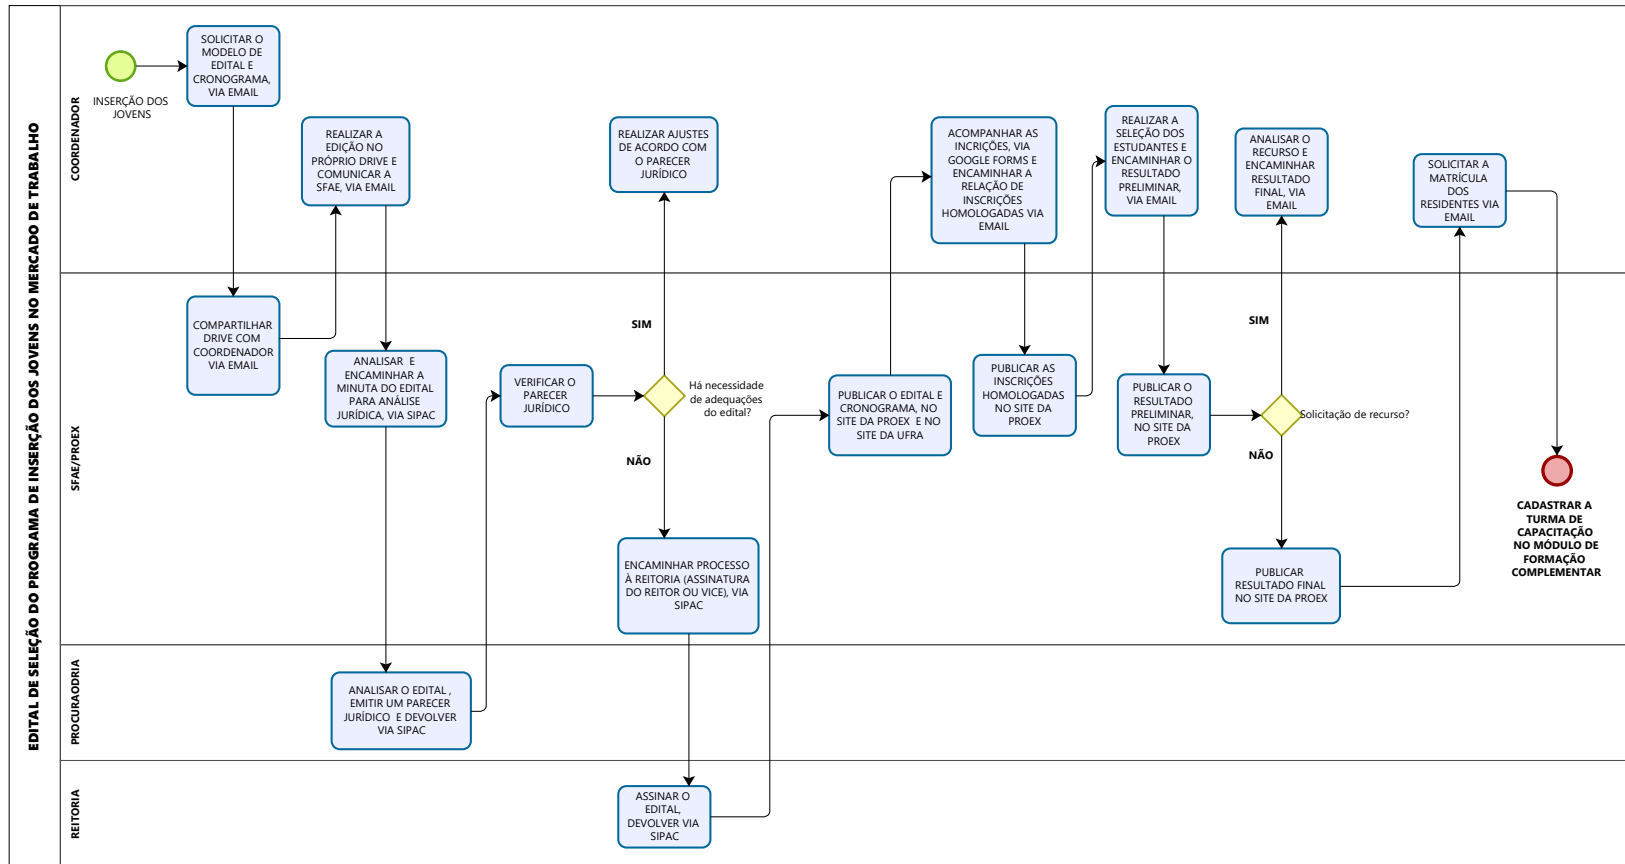 EDITAL DE SELEÇÃO DO PROGRAMA DE INSERÇÃO DOS JOVENS NO MERCADO DE TRABALHO
COORDENADOR
INSERÇÃO DOS
JOVENS
SOLICITAR O
MODELO DE
EDITAL E
CRONOGRAMA,
VIA EMAIL
REALIZAR A
EDIÇÃO NO
PRÓPRIO DRIVE E
COMUNICAR A
SFAE, VIA EMAIL
REALIZAR AJUSTES
DE ACORDO COM
O PARECER
JURÍDICO
ACOMPANHAR AS
INCRIÇÕES, VIA
GOOGLE FORMS E
ENCAMINHAR A
RELAÇÃO DE
INSCRIÇÕES
HOMOLOGADAS VIA
EMAIL
REALIZAR A
SELEÇÃO DOS
ESTUDANTES E
ENCAMINHAR O
RESULTADO
PRELIMINAR,
VIA EMAIL
ANALISAR O
RECURSO E
ENCAMINHAR
RESULTADO
FINAL, VIA
EMAIL
SOLICITAR A
MATRÍCULA
DOS
RESIDENTES VIA
EMAIL
SFAE/PROEX
COMPARTILHAR
DRIVE COM
COORDENADOR
VIA EMAIL
ANALISAR E
ENCAMINHAR A
MINUTA DO EDITAL
PARA ANÁLISE
JURÍDICA, VIA SIPAC
VERIFICAR O
PARECER
JURÍDICO
SIM
Há necessidade
de adequações
do edital?
NÃO
ENCAMINHAR PROCESSO
À REITORIA (ASSINATURA
DO REITOR OU VICE), VIA
SIPAC
PUBLICAR O EDITAL E
CRONOGRAMA, NO
SITE DA PROEX E NO
SITE DA UFRA
PUBLICAR AS
INSCRIÇÕES
HOMOLOGADAS
NO SITE DA
PROEX
PUBLICAR O
RESULTADO
PRELIMINAR,
NO SITE DA
PROEX
SIM
Solicitação de recurso?
NÃO
PUBLICAR
RESULTADO FINAL
NO SITE DA PROEX
CADASTRAR A
TURMA DE
CAPACITAÇÃO
NO MÓDULO DE
FORMAÇÃO
COMPLEMENTAR
PROCURAODRIA
ANALISAR O EDITAL ,
EMITIR UM PARECER
JURÍDICO E DEVOLVER
VIA SIPAC
REITORIA
ASSINAR O
EDITAL,
DEVOLVER VIA
SIPAC